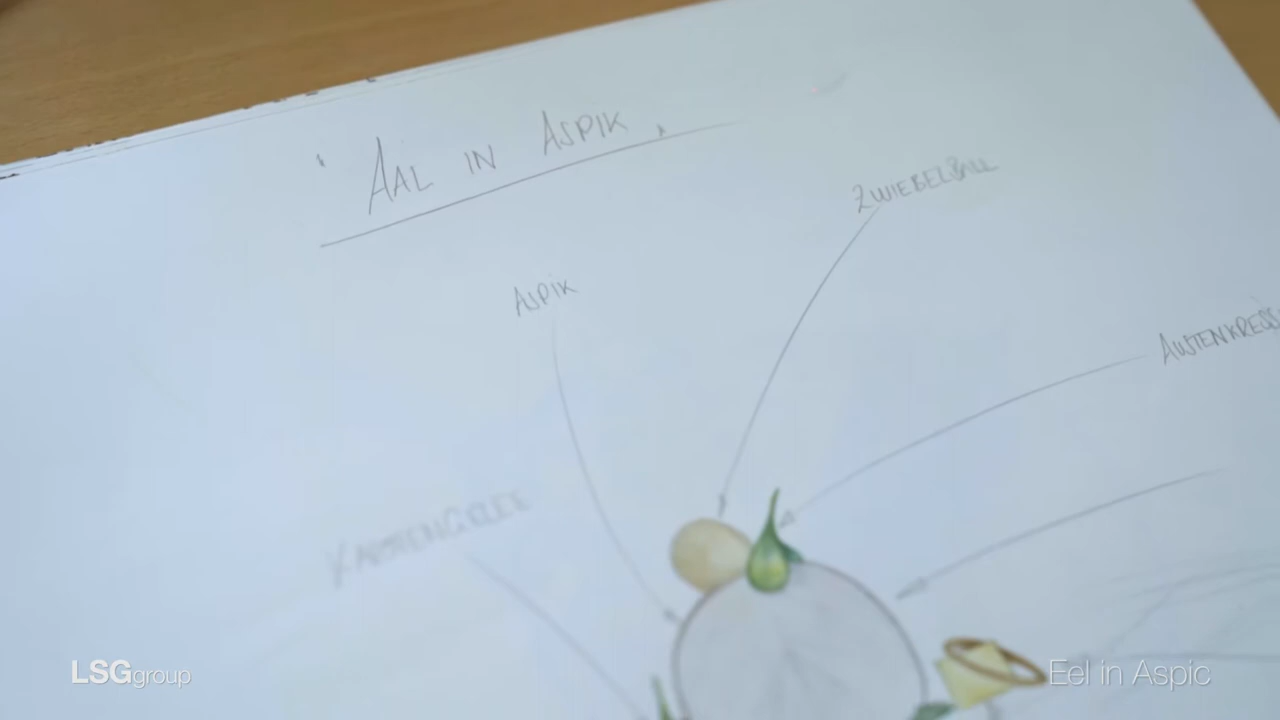 ' AAL IN ASPIK '
ZWIEBELBALL
ASPIK
AUSTENKRESS
LSGgroup
Eel in Aspic